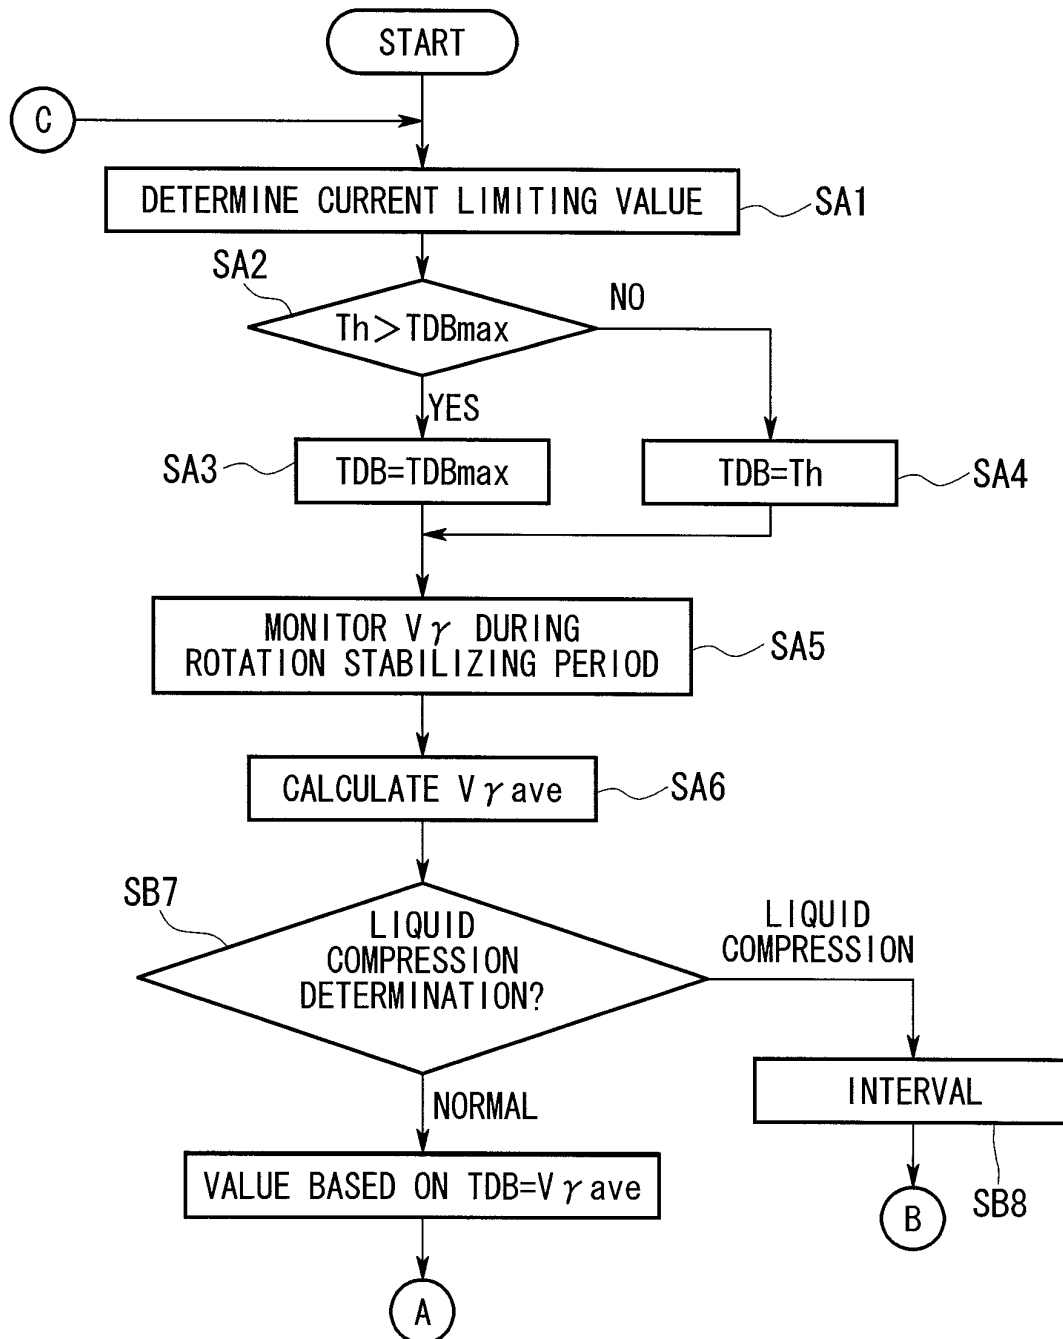 START
C
DETERMINE CURRENT LIMITING VALUE
SA1
SA2
Th>TDBmax
NO
YES
SA3
TDB=TDBmax
TDB=Th
SA4
MONITOR Vγ DURING
ROTATION STABILIZING PERIOD
SA5
CALCULATE Vγave
SA6
SB7
LIQUID
COMPRESSION
DETERMINATION?
LIQUID
COMPRESSION
INTERVAL
SB8
B
NORMAL
VALUE BASED ON TDB=Vγave
A